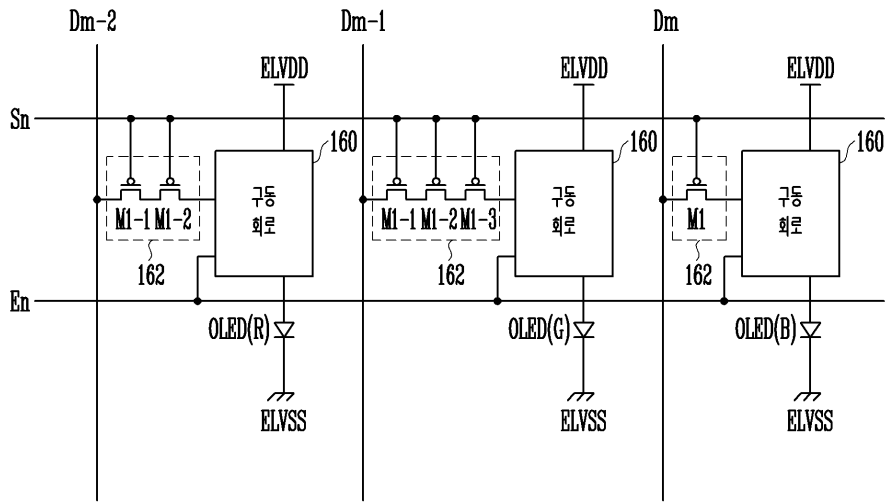 Dm-2 Dm-1 Dm
ELVDD ELVDD ELVDD
Sn
160 160 160
구동 구동 구동
M1-1 M1-2 회로 M1-1 M1-2 M1-3 회로 M1 회로
162 162 162
En
OLED(R) OLED(G) OLED(B)
ELVSS ELVSS ELVSS